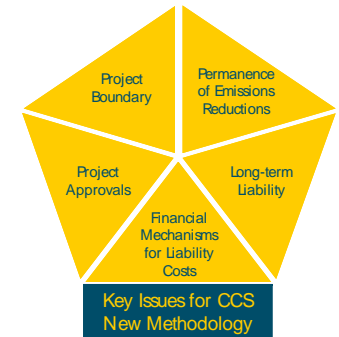 Project
Boundary
Permanence
of Emissions
Reductions
Project
Approvals
Long-term
Liability
Financial
Mechanisms
for Liability
Costs
Key Issues for CCS
New Methodology